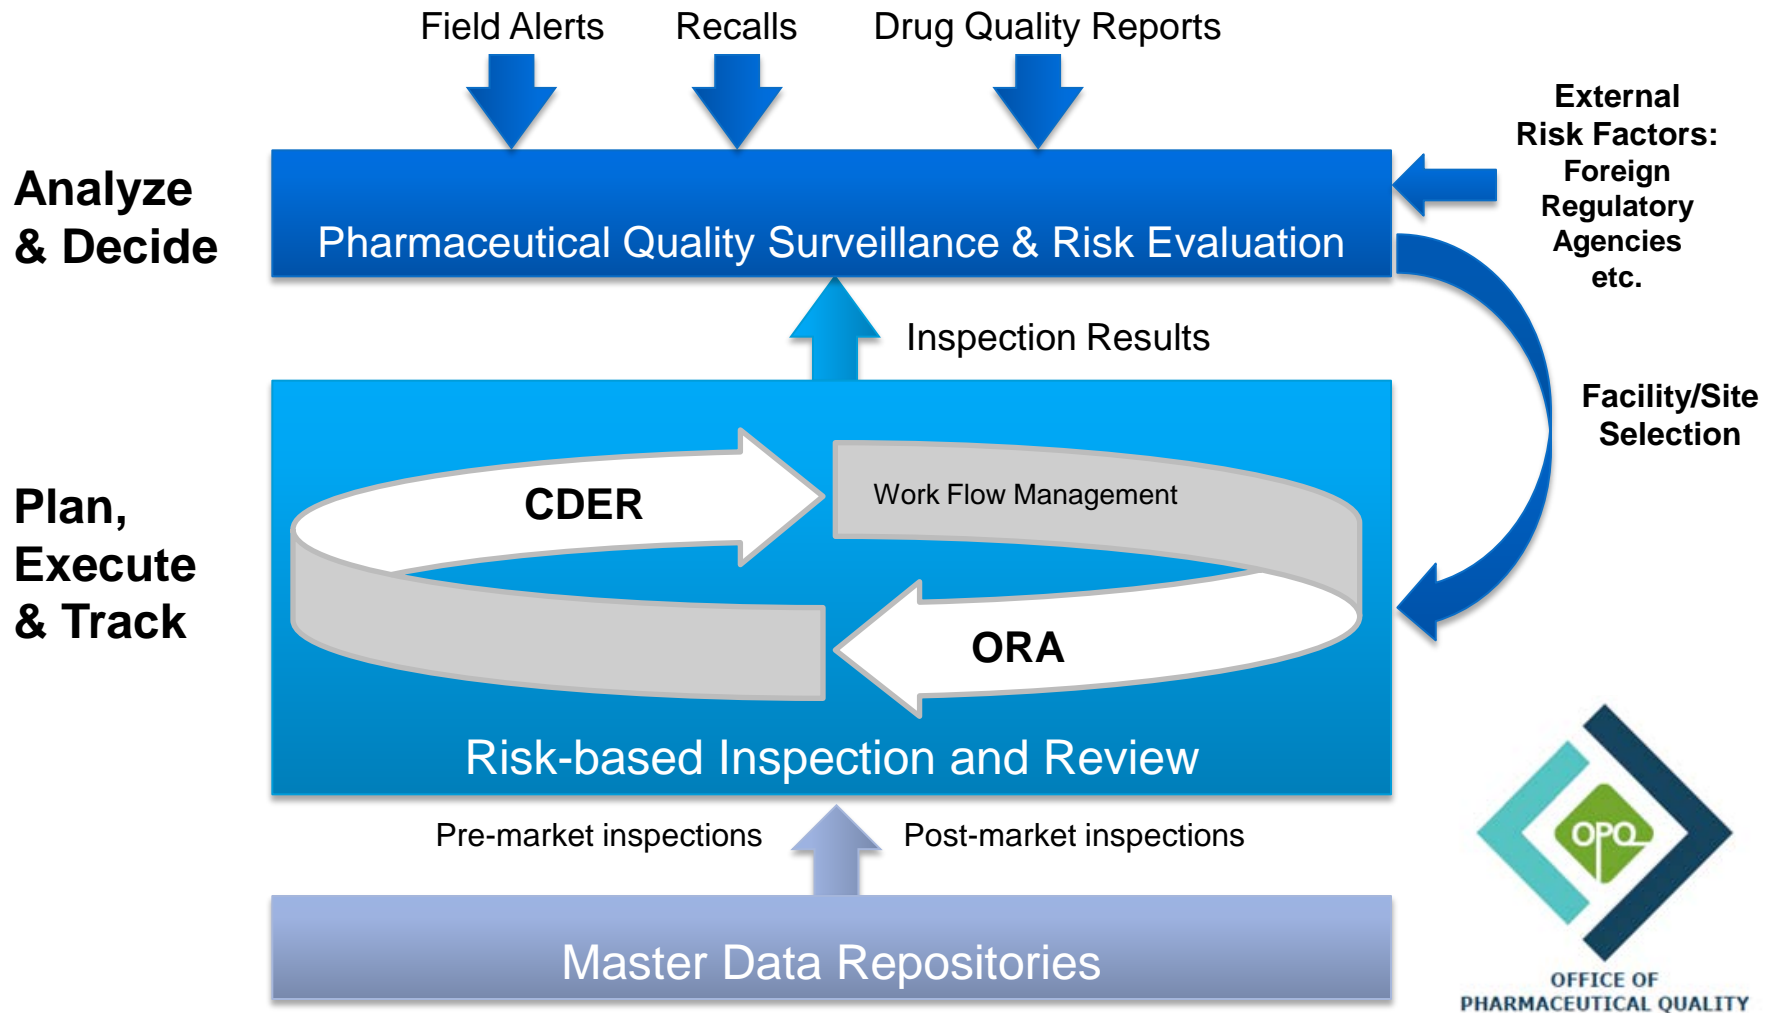 Field Alerts
Recalls
Drug Quality Reports
External
Risk Factors:
Foreign
Regulatory
Agencies
etc.
Analyze
& Decide
Pharmaceutical Quality Surveillance & Risk Evaluation
Inspection Results
Facility/Site
Selection
Plan,
Execute
& Track
CDER
Work Flow Management
ORA
Risk-based Inspection and Review
Pre-market inspections
Post-market inspections
Master Data Repositories
OPQ
OFFICE OF
PHARMACEUTICAL QUALITY